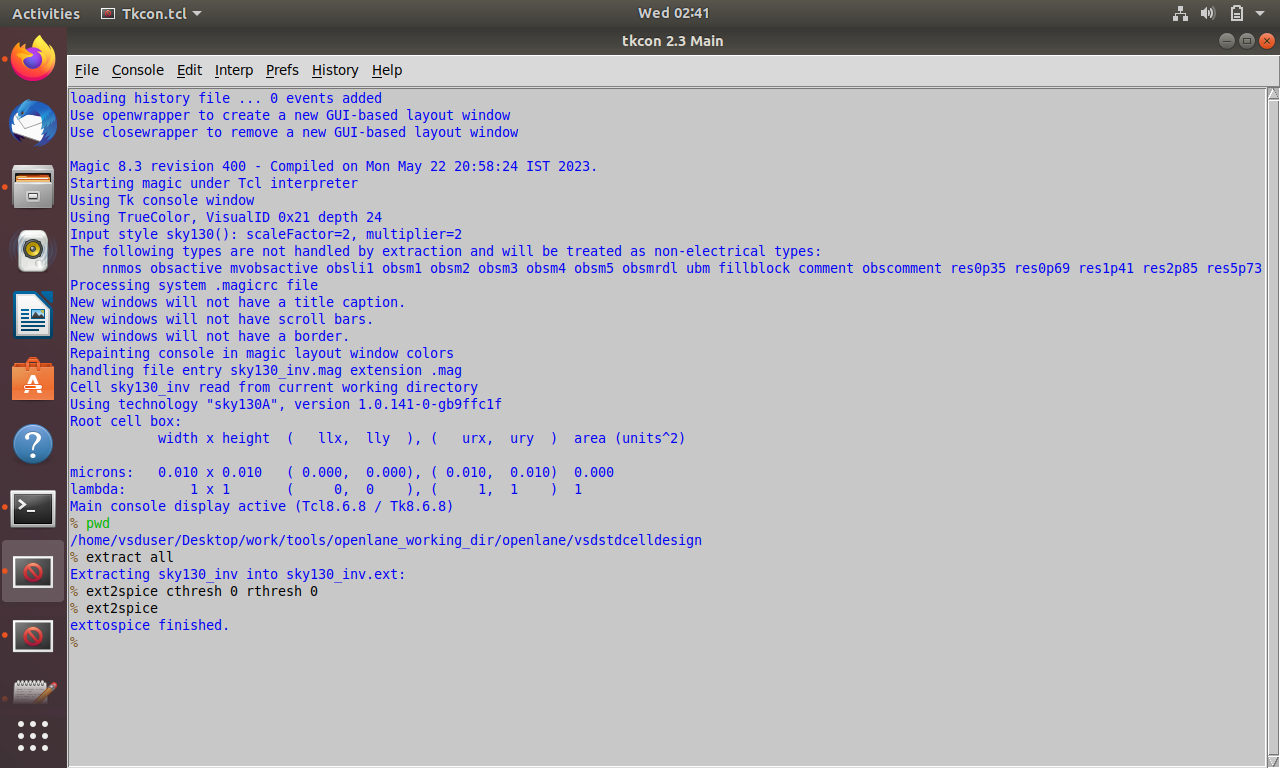 Activities Tkcon.tcl Wed 02:41
tkcon 2.3 Main
File Console Edit Interp Prefs History Help
loading history file ... 0 events added
Use openwrapper to create a new GUI-based layout window
Use closewrapper to remove a new GUI-based layout window
Magic 8.3 revision 400 - Compiled on Mon May 22 20:58:24 IST 2023.
Starting magic under Tcl interpreter
Using Tk console window
Using TrueColor, VisualID 0x21 depth 24
Input style sky130(): scaleFactor=2, multiplier=2
The following types are not handled by extraction and will be treated as non-electrical types:
    nnmos obsactive mvobsactive obsli1 obsm1 obsm2 obsm3 obsm4 obsm5 obsmrdl ubm fillblock comment obscomment res0p35 res0p69 res1p41 res2p85 res5p73
Processing system .magicrc file
New windows will not have a title caption.
New windows will not have scroll bars.
New windows will not have a border.
Repainting console in magic layout window colors
handling file entry sky130_inv.mag extension .mag
Cell sky130_inv read from current working directory
Using technology "sky130A", version 1.0.141-0-gb9ffc1f
Root cell box:
           width x height  (   llx,  lly  ), (   urx,  ury  )  area (units^2)
microns:   0.010 x 0.010   ( 0.000,  0.000), ( 0.010,  0.010)  0.000
lambda:        1 x 1       (     0,  0    ), (     1,  1    )  1
Main console display active (Tcl8.6.8 / Tk8.6.8)
% pwd
/home/vsduser/Desktop/work/tools/openlane_working_dir/openlane/vsdstdcelldesign
% extract all
Extracting sky130_inv into sky130_inv.ext:
% ext2spice cthresh 0 rthresh 0
% ext2spice
exttospice finished.
%